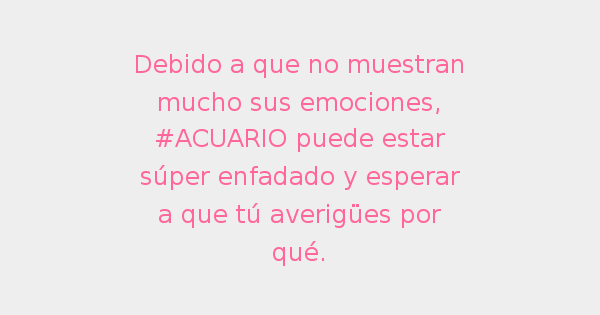 Debido a que no muestran
mucho sus emociones,
#ACUARIO puede estar
súper enfadado y esperar
a que tú averigües por
qué.